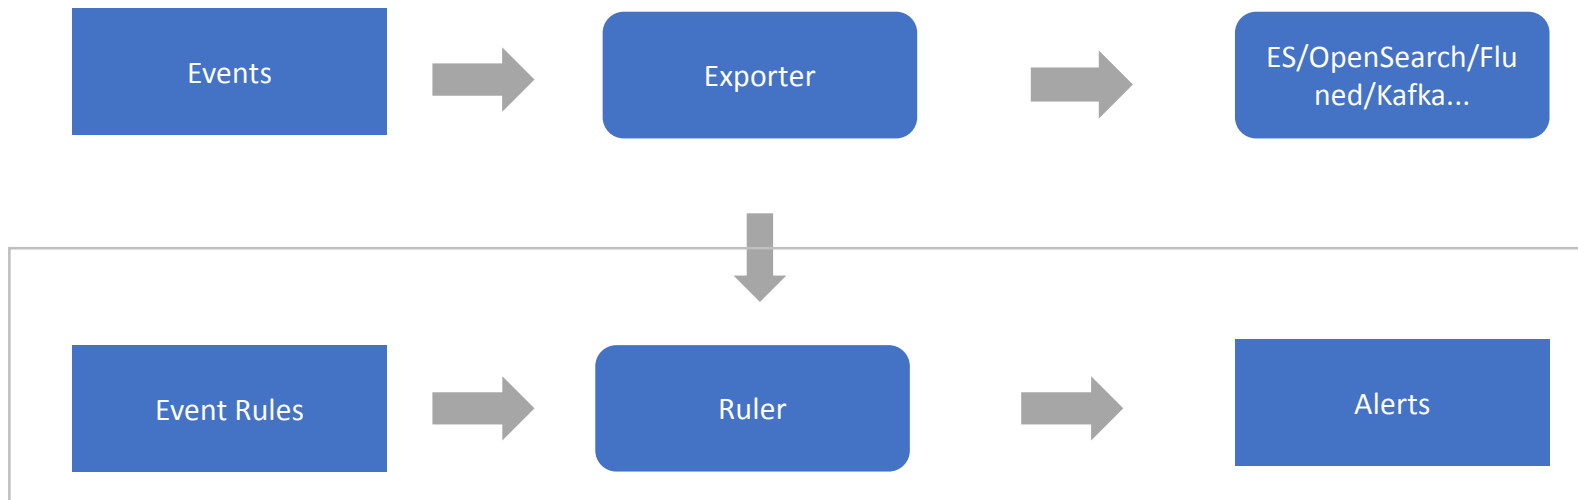 Events
Exporter
ES/OpenSearch/Flu
ned/Kafka...
Event Rules
Ruler
Alerts